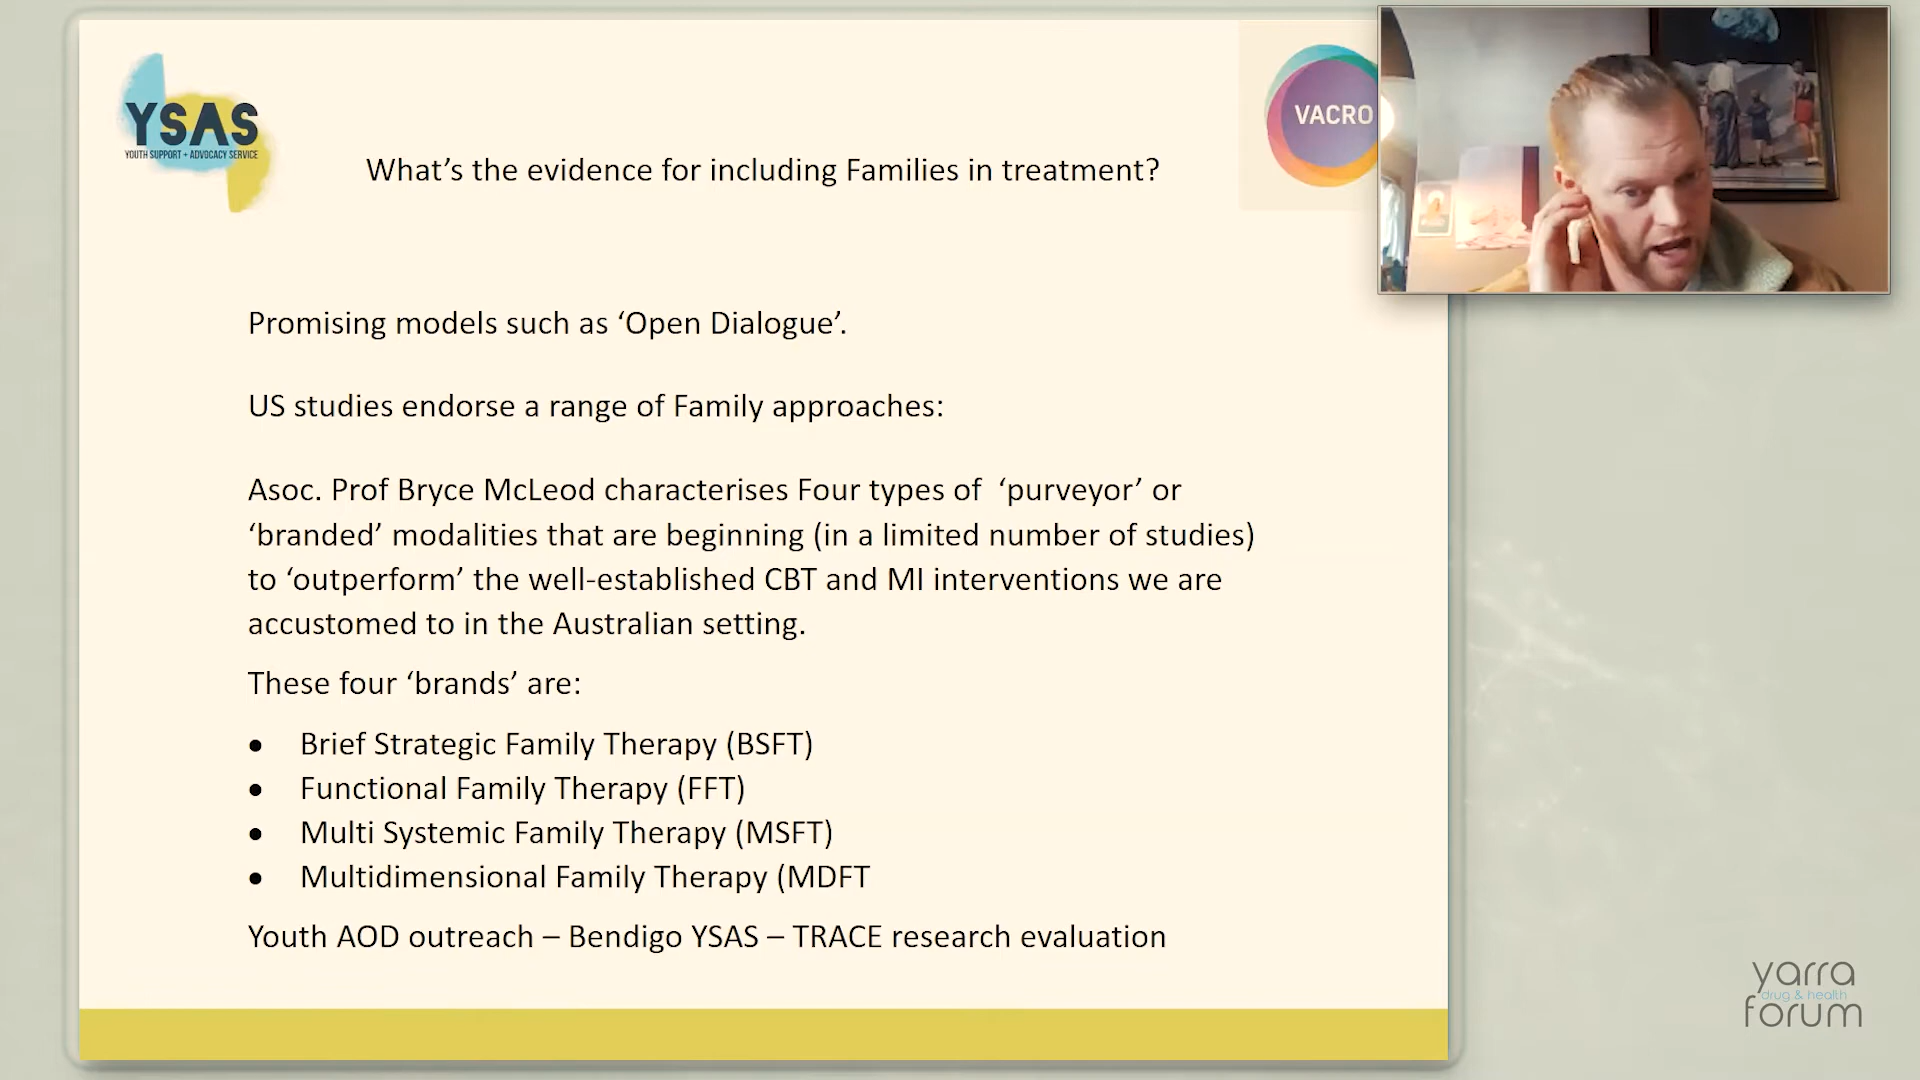 YSAS
YOUTH SUPPORT + ADVOCACY SERVICE
VACRO
What’s the evidence for including Families in treatment?
Promising models such as ‘Open Dialogue’.
US studies endorse a range of Family approaches:
Asoc. Prof Bryce McLeod characterises Four types of ‘purveyor’ or
‘branded’ modalities that are beginning (in a limited number of studies)
to ‘outperform’ the well-established CBT and MI interventions we are
accustomed to in the Australian setting.
These four ‘brands’ are:
• Brief Strategic Family Therapy (BSFT)
• Functional Family Therapy (FFT)
• Multi Systemic Family Therapy (MSFT)
• Multidimensional Family Therapy (MDFT
Youth AOD outreach – Bendigo YSAS – TRACE research evaluation
yarra
drug & health
forum